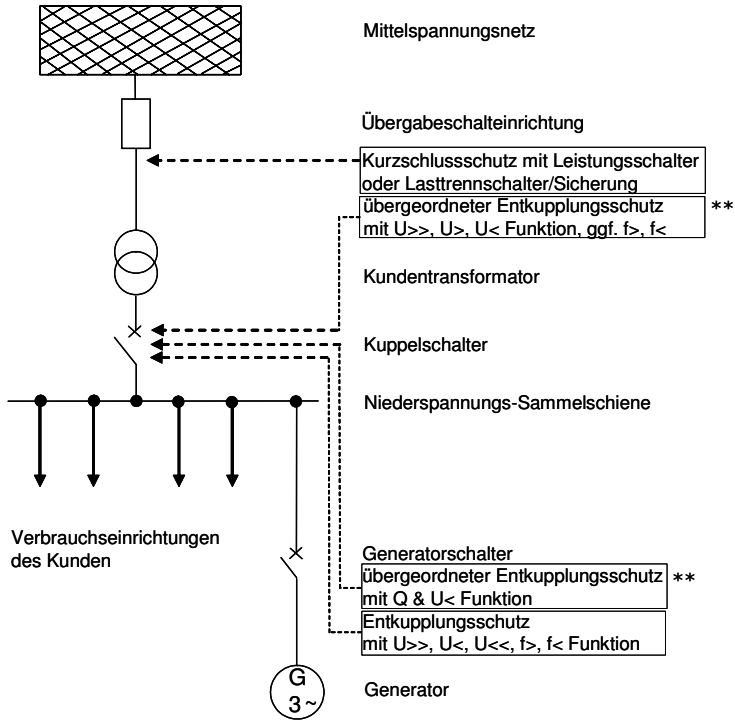 Mittelspannungsnetz
Übergabeschalteinrichtung
Kurzschlussschutz mit Leistungsschalter
oder Lasttrennschalter/Sicherung
übergeordneter Entkupplungsschutz **
mit U>>, U>, U< Funktion, ggf. f>, f<
Kundentransformator
Kuppelschalter
Niederspannungs-Sammelschiene
Verbrauchseinrichtungen
des Kunden
Generatorschalter
übergeordneter Entkupplungsschutz **
mit Q & U< Funktion
Entkupplungsschutz
mit U>>, U<, U<<, f>, f< Funktion
G
3~
Generator